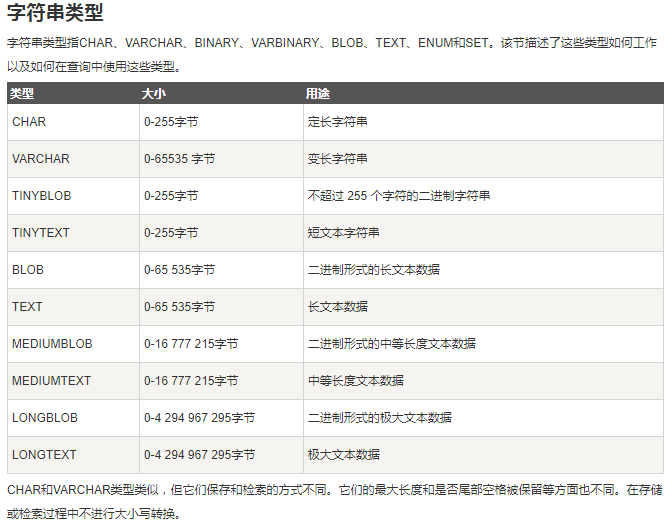 字符串类型
字符串类型指CHAR、VARCHAR、BINARY、VARBINARY、BLOB、TEXT、ENUM和SET。该节描述了这些类型如何工作
以及如何在查询中使用这些类型。
类型 大小 用途
CHAR 0-255字节 定长字符串
VARCHAR 0-65535 字节 变长字符串
TINYBLOB 0-255字节 不超过 255 个字符的二进制字符串
TINYTEXT 0-255字节 短文本字符串
BLOB 0-65 535字节 二进制形式的长文本数据
TEXT 0-65 535字节 长文本数据
MEDIUMBLOB 0-16 777 215字节 二进制形式的中等长度文本数据
MEDIUMTEXT 0-16 777 215字节 中等长度文本数据
LONGBLOB 0-4 294 967 295字节 二进制形式的极大文本数据
LONGTEXT 0-4 294 967 295字节 极大文本数据
CHAR和VARCHAR类型类似，但它们保存和检索的方式不同。它们的最大长度和是否尾部空格被保留等方面也不同。在存储
或检索过程中不进行大小写转换。